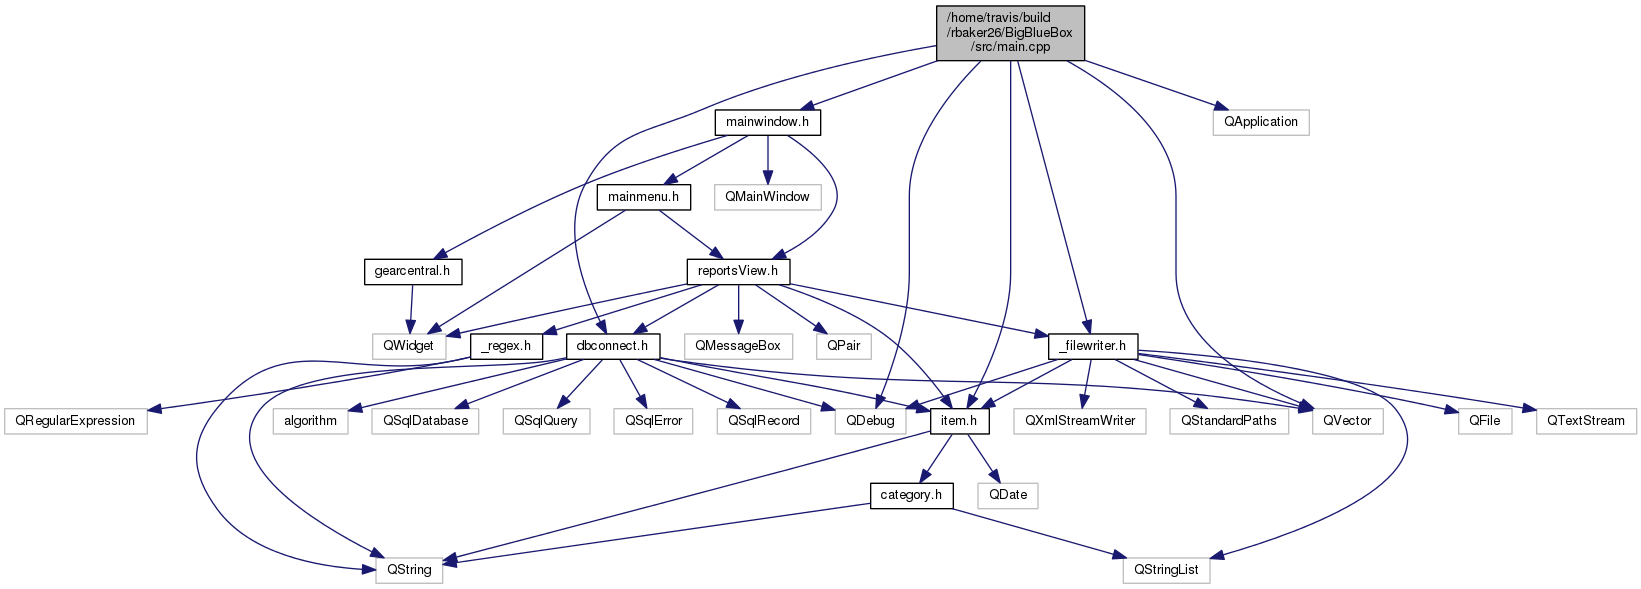 /home/travis/build
/rbaker26/BigBlueBox
/src/main.cpp
mainwindow.h
QApplication
mainmenu.h
QMainWindow
gearcentral.h
reportsView.h
QWidget
_regex.h
dbconnect.h
QMessageBox
QPair
_filewriter.h
QRegularExpression
algorithm
QSqlDatabase
QSqlQuery
QSqlError
QSqlRecord
QDebug
item.h
QXmlStreamWriter
QStandardPaths
QVector
QFile
QTextStream
category.h
QDate
QString
QStringList